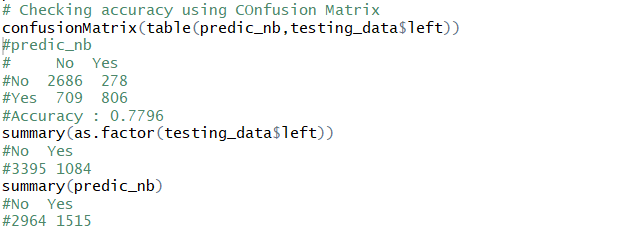 # Checking accuracy using COnfusion Matrix
confusionMatrix(table(predic_nb,testing_data$left))
#predic_nb
#     No  Yes
#No  2686  278
#Yes  709  806
#Accuracy : 0.7796
summary(as.factor(testing_data$left))
#No  Yes
#3395 1084
summary(predic_nb)
#No  Yes
#2964 1515